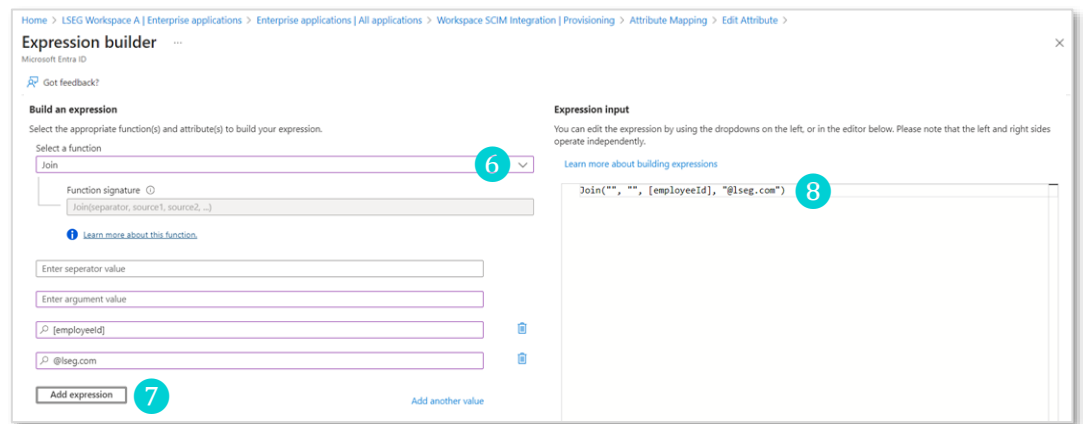 Home > LSEG Workspace A | Enterprise applications > Enterprise applications | All applications > Workspace SCIM Integration | Provisioning > Attribute Mapping > Edit Attribute >
Expression builder ...
Microsoft Entra ID
Got feedback?
Build an expression
Select the appropriate function(s) and attribute(s) to build your expression.
Select a function
Join
6
Function signature
Join(separator, source1, source2, ...)
Learn more about this function.
Enter seperator value
Enter argument value
[employeeId]
@lseg.com
Add expression
7
Add another value
Expression input
You can edit the expression by using the dropdowns on the left, or in the editor below. Please note that the left and right sides
operate independently.
Learn more about building expressions
Join("", "", [employeeId], "@lseg.com")
8